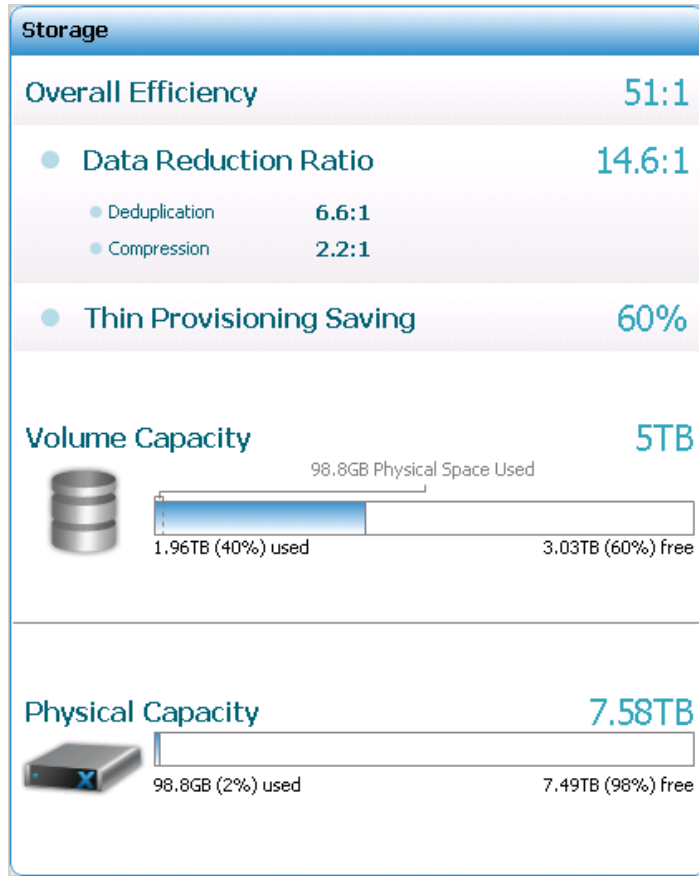 Storage
Overall Efficiency 51:1
Data Reduction Ratio 14.6:1
Deduplication 6.6:1
Compression 2.2:1
Thin Provisioning Saving 60%
Volume Capacity 5TB
98.8GB Physical Space Used
1.96TB (40%) used 3.03TB (60%) free
Physical Capacity 7.58TB
X
98.8GB (2%) used 7.49TB (98%) free